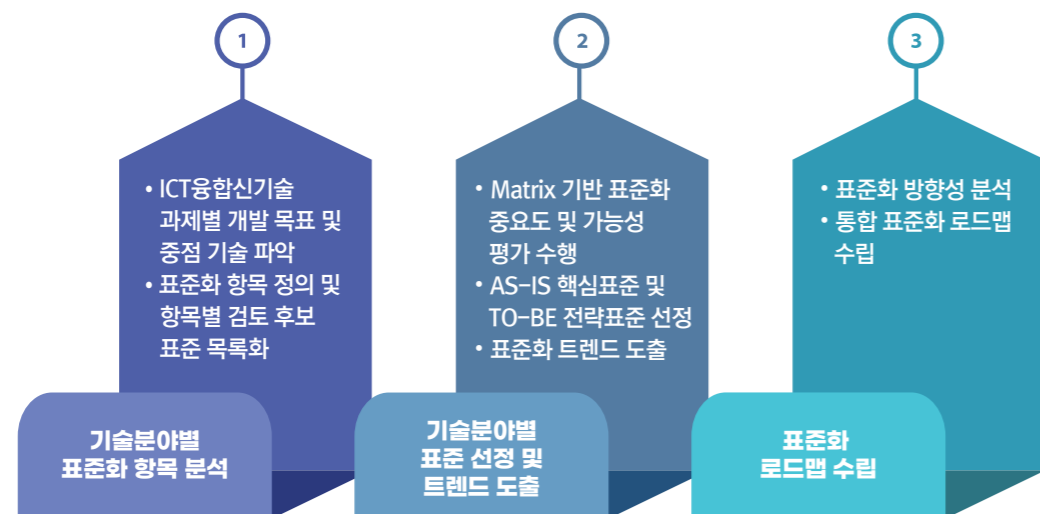 1
• ICT융합신기술
과제별 개발 목표 및
중점 기술 파악
• 표준화 항목 정의 및
항목별 검토 후보
표준 목록화
기술분야별
표준화 항목 분석
2
• Matrix 기반 표준화
중요도 및 가능성
평가 수행
• AS-IS 핵심표준 및
TO-BE 전략표준 선정
• 표준화 트렌드 도출
기술분야별
표준 선정 및
트렌드 도출
3
• 표준화 방향성 분석
• 통합 표준화 로드맵
수립
표준화
로드맵 수립